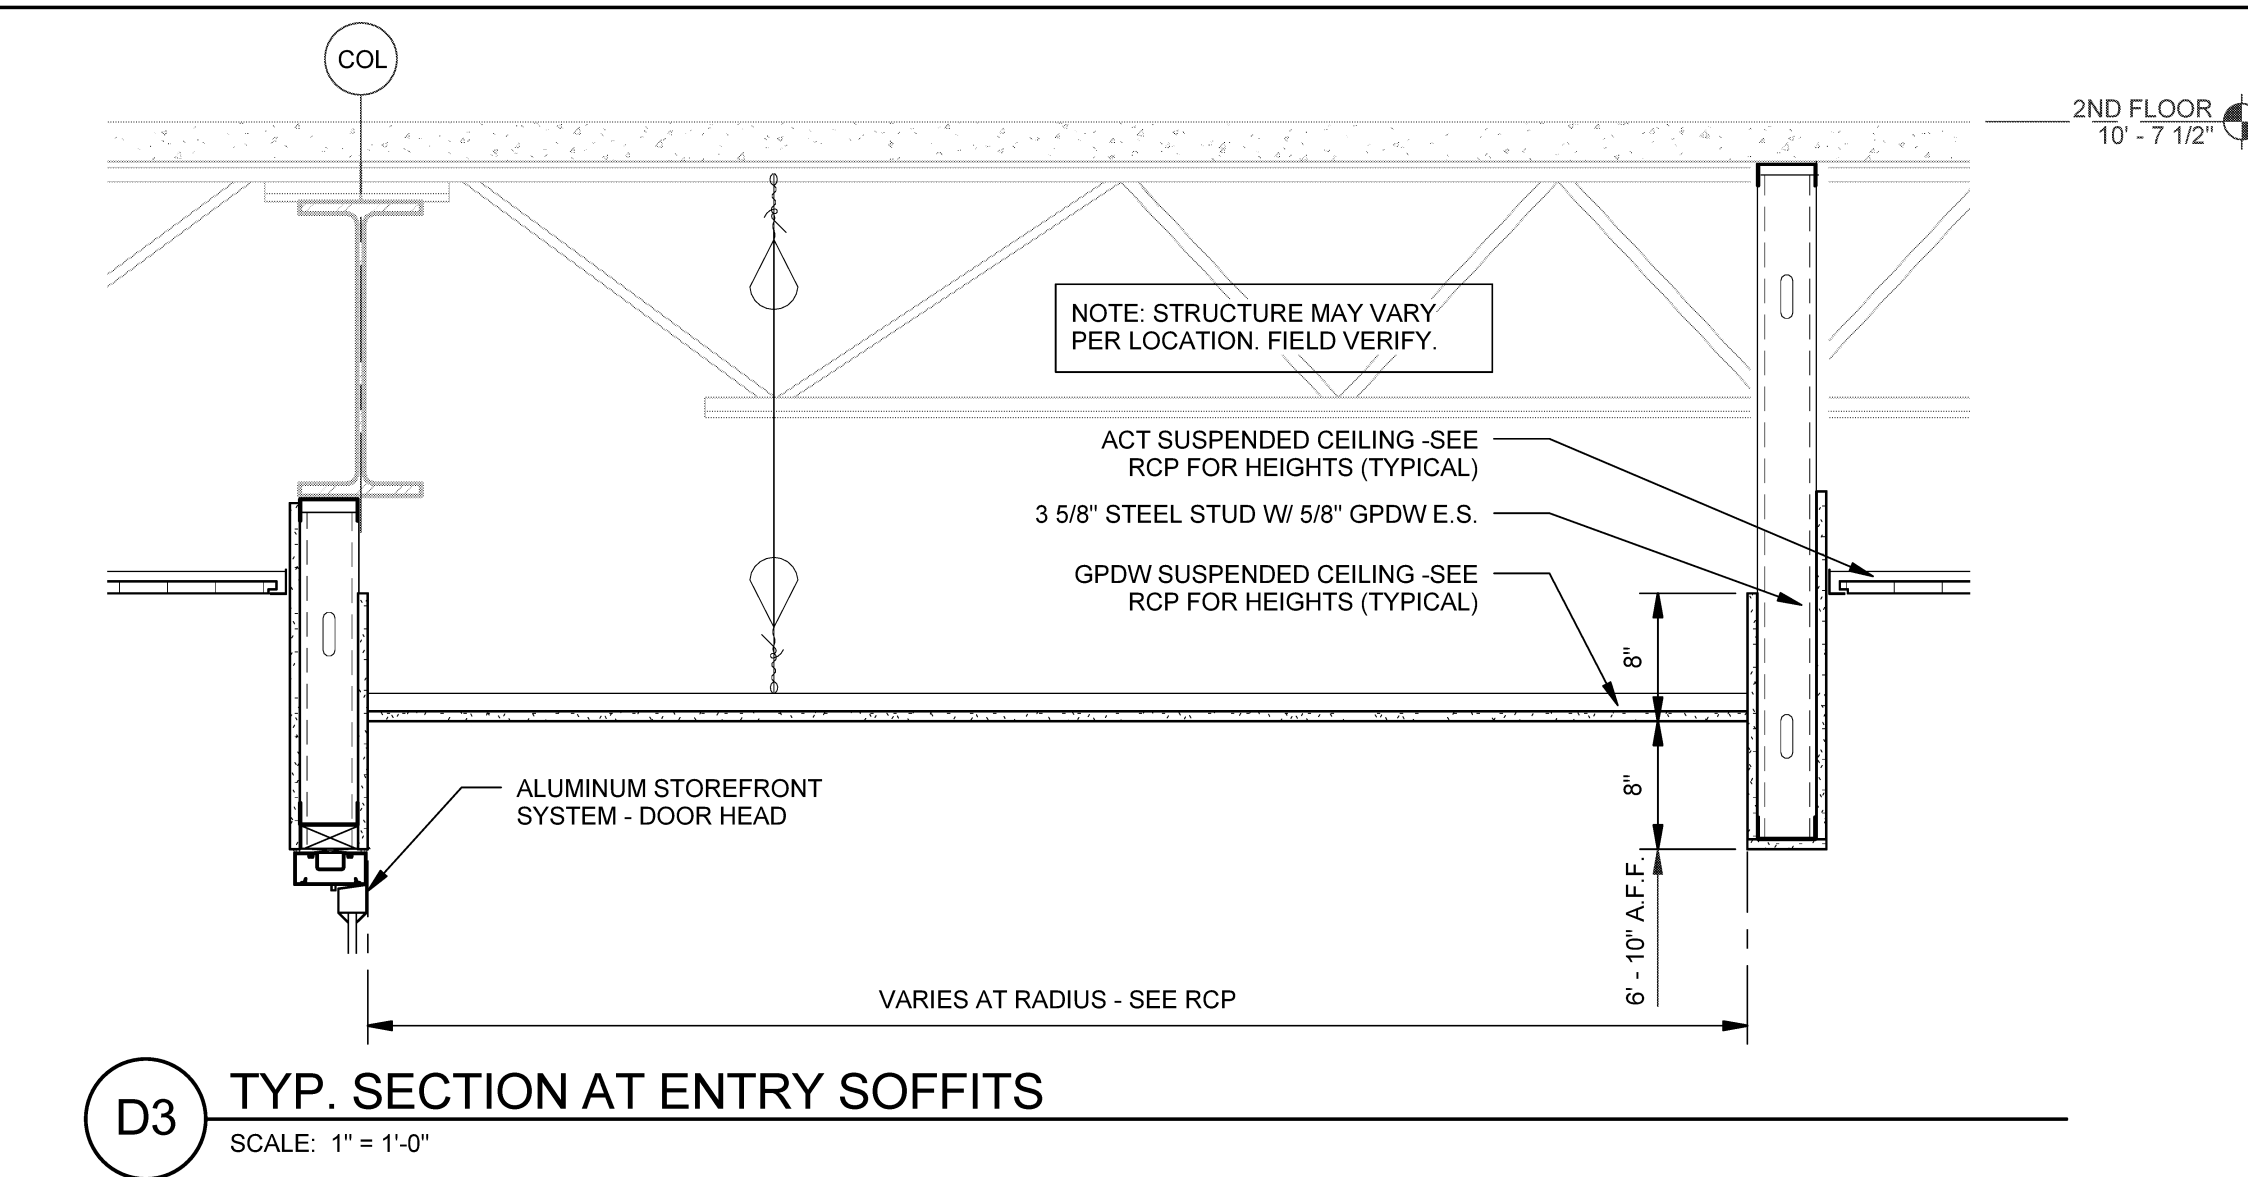 COL
2ND FLOOR
10' - 7 1/2"
NOTE: STRUCTURE MAY VARY
PER LOCATION. FIELD VERIFY.
ACT SUSPENDED CEILING -SEE
RCP FOR HEIGHTS (TYPICAL)
3 5/8" STEEL STUD W/ 5/8" GPDW E.S.
GPDW SUSPENDED CEILING -SEE
RCP FOR HEIGHTS (TYPICAL)
8"
8"
6' - 10" A.F.F.
ALUMINUM STOREFRONT
SYSTEM - DOOR HEAD
VARIES AT RADIUS - SEE RCP
D3
TYP. SECTION AT ENTRY SOFFITS
SCALE: 1" = 1'-0"